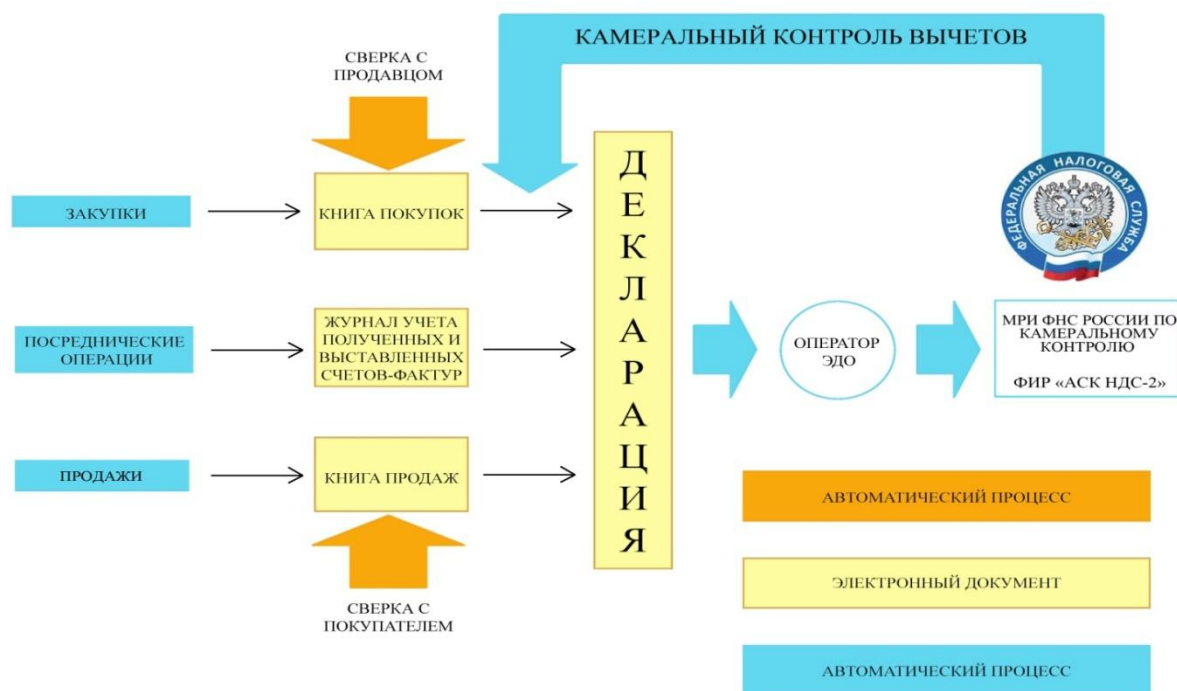 КАМЕРАЛЬНЫЙ КОНТРОЛЬ ВЫЧЕТОВ
СВЕРКА С
ПРОДАВЦОМ
ЗАКУПКИ
КНИГА ПОКУПОК
ПОСРЕДНИЧЕСКИЕ
ОПЕРАЦИИ
ЖУРНАЛ УЧЕТА
ПОЛУЧЕННЫХ И
ВЫСТАВЛЕННЫХ
СЧЕТОВ-ФАКТУР
ПРОДАЖИ
КНИГА ПРОДАЖ
СВЕРКА С
ПОКУПАТЕЛЕМ
ДЕКЛАРАЦИЯ
ОПЕРАТОР
ЭДО
ФЕДЕРАЛЬНАЯ НАЛОГОВАЯ СЛУЖБА
МРИ ФНС РОССИИ ПО
КАМЕРАЛЬНОМУ
КОНТРОЛЮ
ФИР «АСК НДС-2»
АВТОМАТИЧЕСКИЙ ПРОЦЕСС
ЭЛЕКТРОННЫЙ ДОКУМЕНТ
АВТОМАТИЧЕСКИЙ ПРОЦЕСС